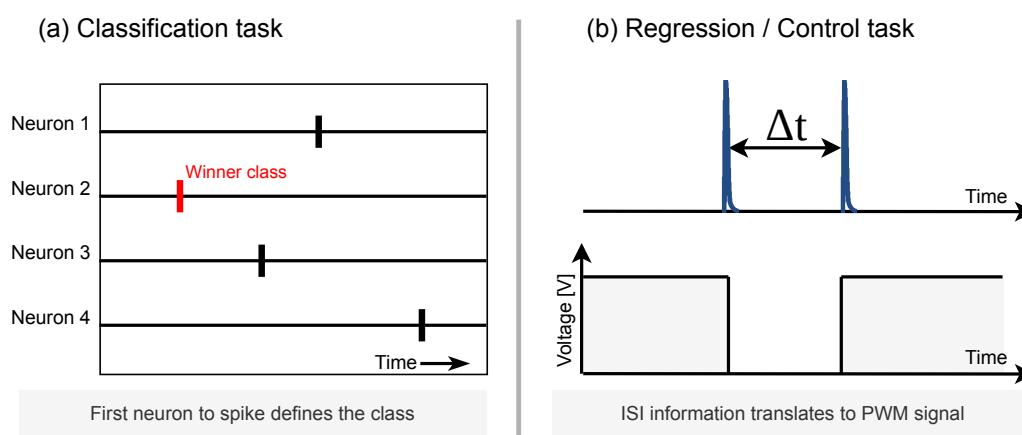 (a) Classification task
Neuron 1
Winner class
Neuron 2
Neuron 3
Neuron 4
Time
First neuron to spike defines the class
(b) Regression / Control task
Δt
Time
Voltage [V]
Time
ISI information translates to PWM signal